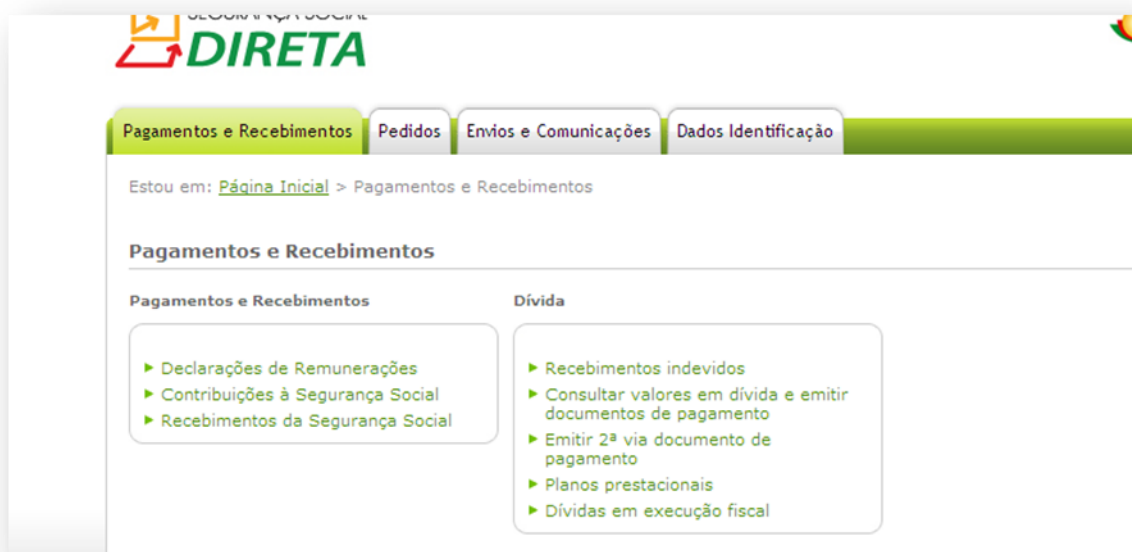 SEGURANÇA SOCIAL
DIRETA
Pagamentos e Recebimentos Pedidos Envios e Comunicações Dados Identificação
Estou em: Página Inicial > Pagamentos e Recebimentos
Pagamentos e Recebimentos
Pagamentos e Recebimentos
Declarações de Remunerações
Contribuições à Segurança Social
Recebimentos da Segurança Social
Dívida
Recebimentos indevidos
Consultar valores em dívida e emitir
documentos de pagamento
Emitir 2ª via documento de
pagamento
Planos prestacionais
Dívidas em execução fiscal